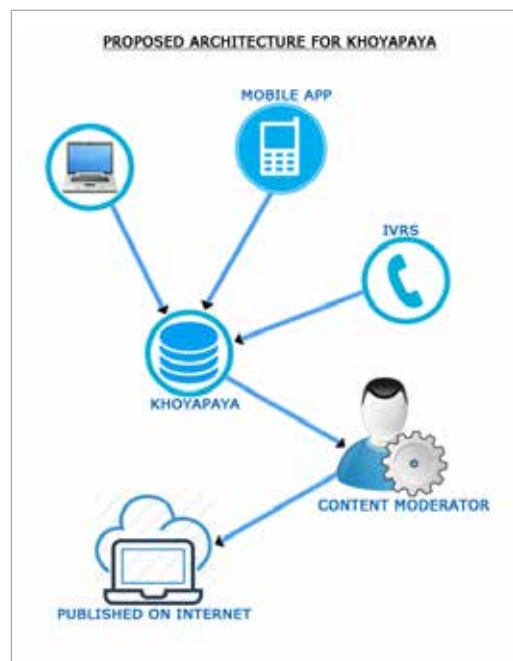 PROPOSED ARCHITECTURE FOR KHOYAPAYA
MOBILE APP
IVRS
KHOYAPAYA
CONTENT MODERATOR
PUBLISHED ON INTERNET